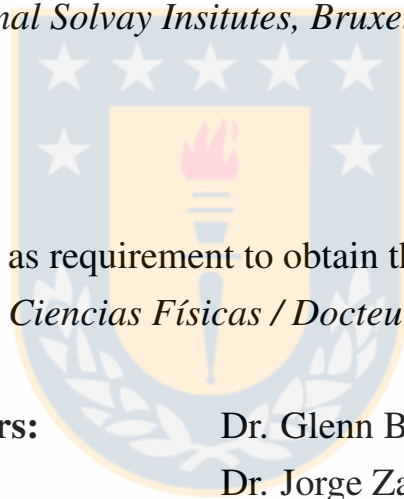 nal Solvay Insitutes, Bruxe
as requirement to obtain th
Ciencias Físicas / Docteu
rs: Dr. Glenn B
Dr. Jorge Za